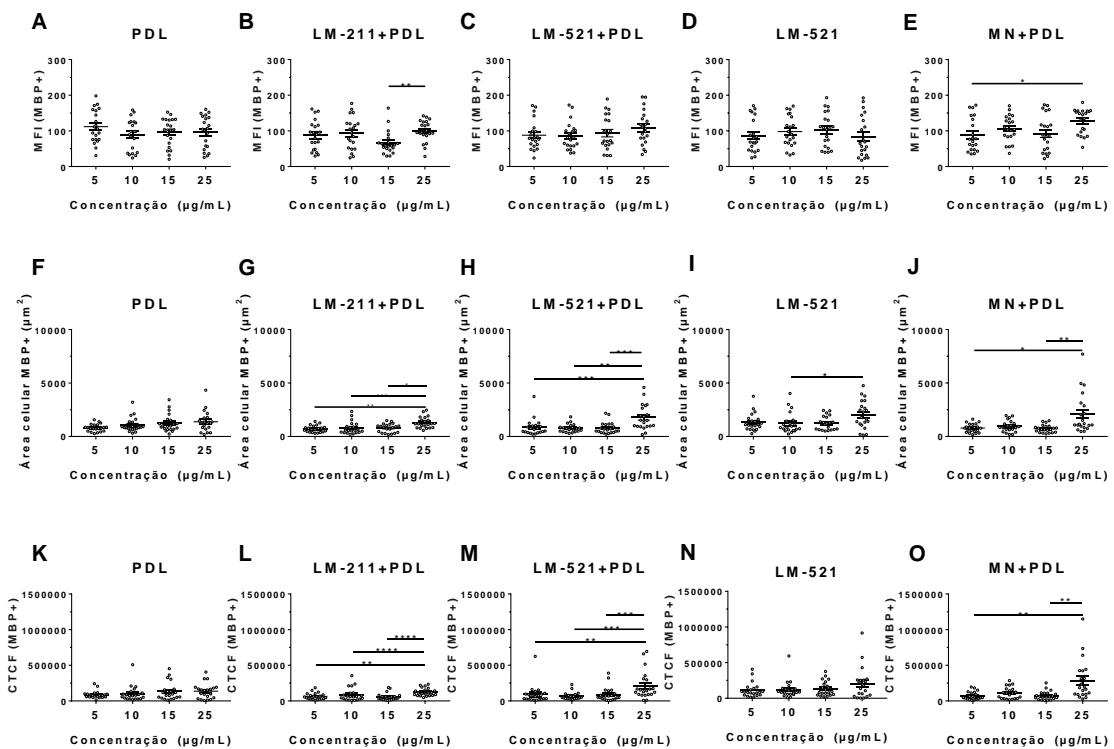 A
PDL
MFI (MBP+)
300
200
100
0
5 10 15 25
Concentração (µg/mL)
B
LM-211+PDL
MFI (MBP+)
300
200
100
0
**
5 10 15 25
Concentração (µg/mL)
C
LM-521+PDL
MFI (MBP+)
300
200
100
0
5 10 15 25
Concentração (µg/mL)
D
LM-521
MFI (MBP+)
300
200
100
0
5 10 15 25
Concentração (µg/mL)
E
MN+PDL
MFI (MBP+)
300
200
100
0
*
5 10 15 25
Concentração (µg/mL)
F
PDL
Área celular MBP+ (µm²)
10000
5000
0
5 10 15 25
Concentração (µg/mL)
G
LM-211+PDL
Área celular MBP+ (µm²)
10000
5000
0
*
**
5 10 15 25
Concentração (µg/mL)
H
LM-521+PDL
Área celular MBP+ (µm²)
10000
5000
0
***
**
***
5 10 15 25
Concentração (µg/mL)
I
LM-521
Área celular MBP+ (µm²)
10000
5000
0
*
5 10 15 25
Concentração (µg/mL)
J
MN+PDL
Área celular MBP+ (µm²)
10000
5000
0
**
*
5 10 15 25
Concentração (µg/mL)
K
PDL
CTCF (MBP+)
1500000
1000000
500000
0
5 10 15 25
Concentração (µg/mL)
L
LM-211+PDL
CTCF (MBP+)
1500000
1000000
500000
0
****
****
**
5 10 15 25
Concentração (µg/mL)
M
LM-521+PDL
CTCF (MBP+)
1500000
1000000
500000
0
***
***
**
5 10 15 25
Concentração (µg/mL)
N
LM-521
CTCF (MBP+)
1500000
1000000
500000
0
5 10 15 25
Concentração (µg/mL)
O
MN+PDL
CTCF (MBP+)
1500000
1000000
500000
0
**
**
5 10 15 25
Concentração (µg/mL)